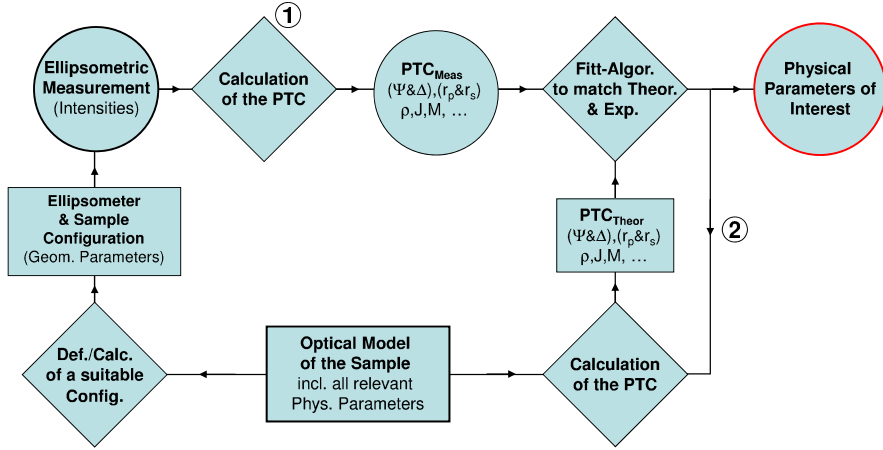 1
Ellipsometric
Measurement
(Intensities)
Calculation
of the PTC
PTCMeas
(Ψ&Δ),(rp&rs)
ρ,J,M, …
Fitt-Algor.
to match Theor.
& Exp.
Physical
Parameters of
Interest
Ellipsometer
& Sample
Configuration
(Geom. Parameters)
PTCTheor
(Ψ&Δ),(rp&rs)
ρ,J,M, …
2
Def./Calc.
of a suitable
Config.
Optical Model
of the Sample
incl. all relevant
Phys. Parameters
Calculation
of the PTC